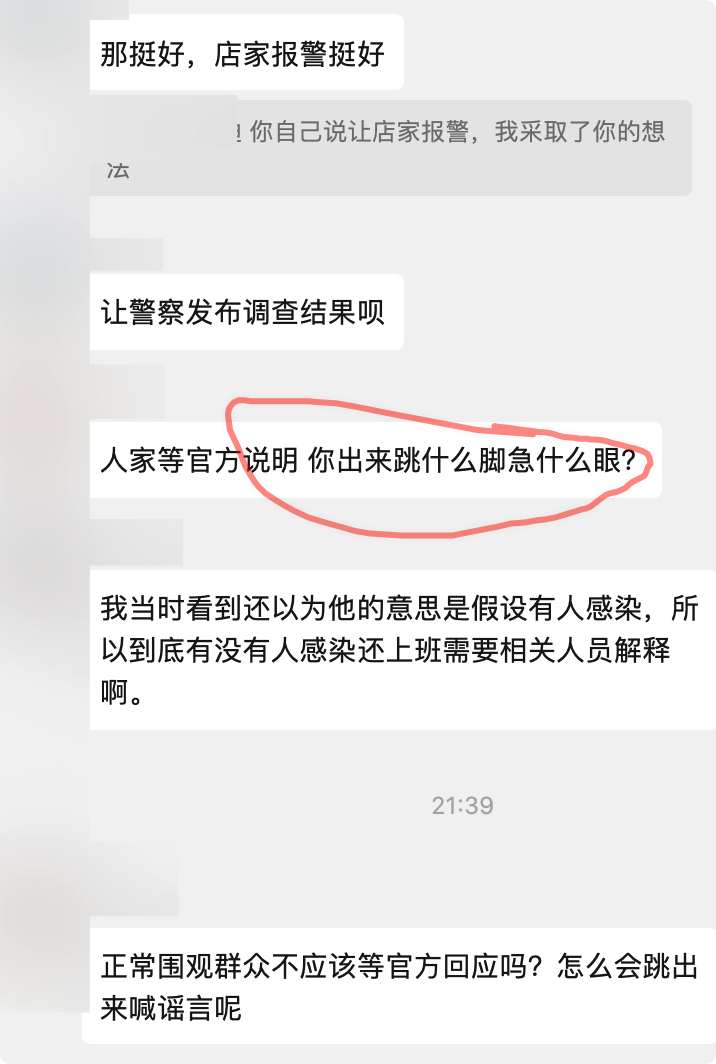 那挺好，店家报警挺好
你自己说让店家报警，我采取了你的想
法
让警察发布调查结果呗
人家等官方说明 你出来跳什么脚急什么眼？
我当时看到还以为他的意思是假设有人感染，所
以到底有没有人感染还上班需要相关人员解释
啊。
21:39
正常围观群众不应该等官方回应吗？怎么会跳出
来喊谣言呢